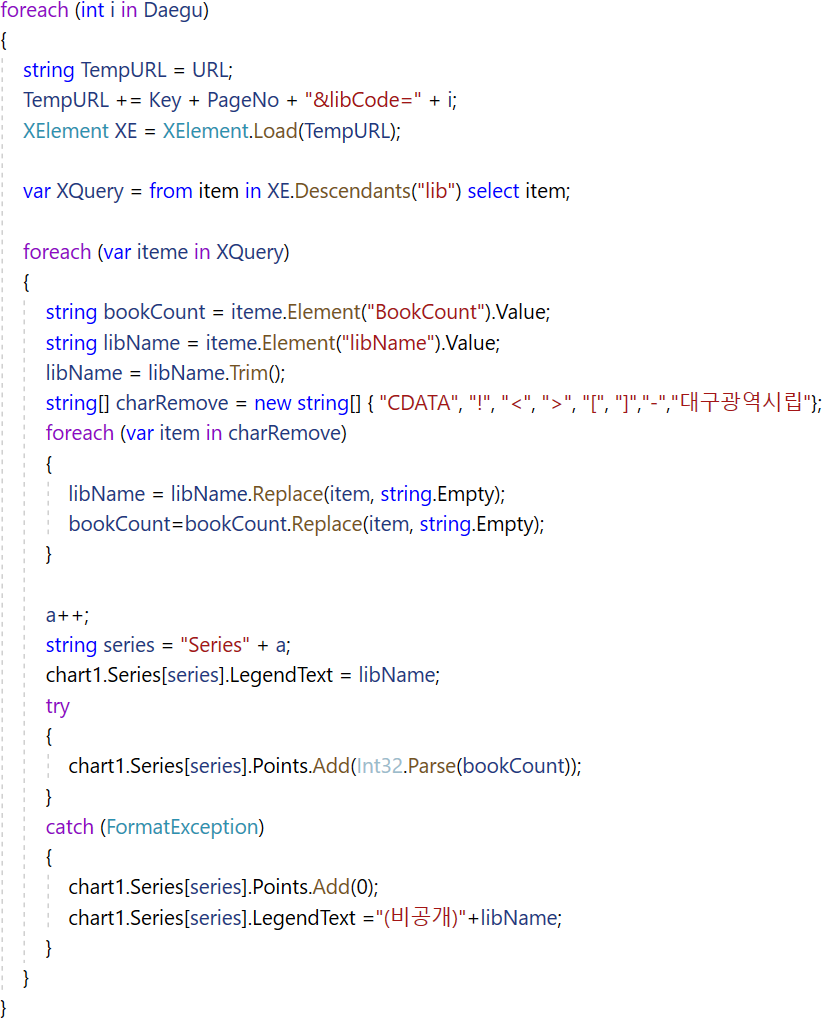 foreach (int i in Daegu)
{
string TempURL = URL;
TempURL += Key + PageNo + "&libCode=" + i;
XElement XE = XElement.Load(TempURL);
var XQuery = from item in XE.Descendants("lib") select item;
foreach (var iteme in XQuery)
{
string bookCount = iteme.Element("BookCount").Value;
string libName = iteme.Element("libName").Value;
libName = libName.Trim();
string[] charRemove = new string[] { "CDATA", "!", "<", ">", "[", "]","-","대구광역시립"};
foreach (var item in charRemove)
{
libName = libName.Replace(item, string.Empty);
bookCount=bookCount.Replace(item, string.Empty);
}
a++;
string series = "Series" + a;
chart1.Series[series].LegendText = libName;
try
{
chart1.Series[series].Points.Add(Int32.Parse(bookCount));
}
catch (FormatException)
{
chart1.Series[series].Points.Add(0);
chart1.Series[series].LegendText ="(비공개)"+libName;
}
}
}